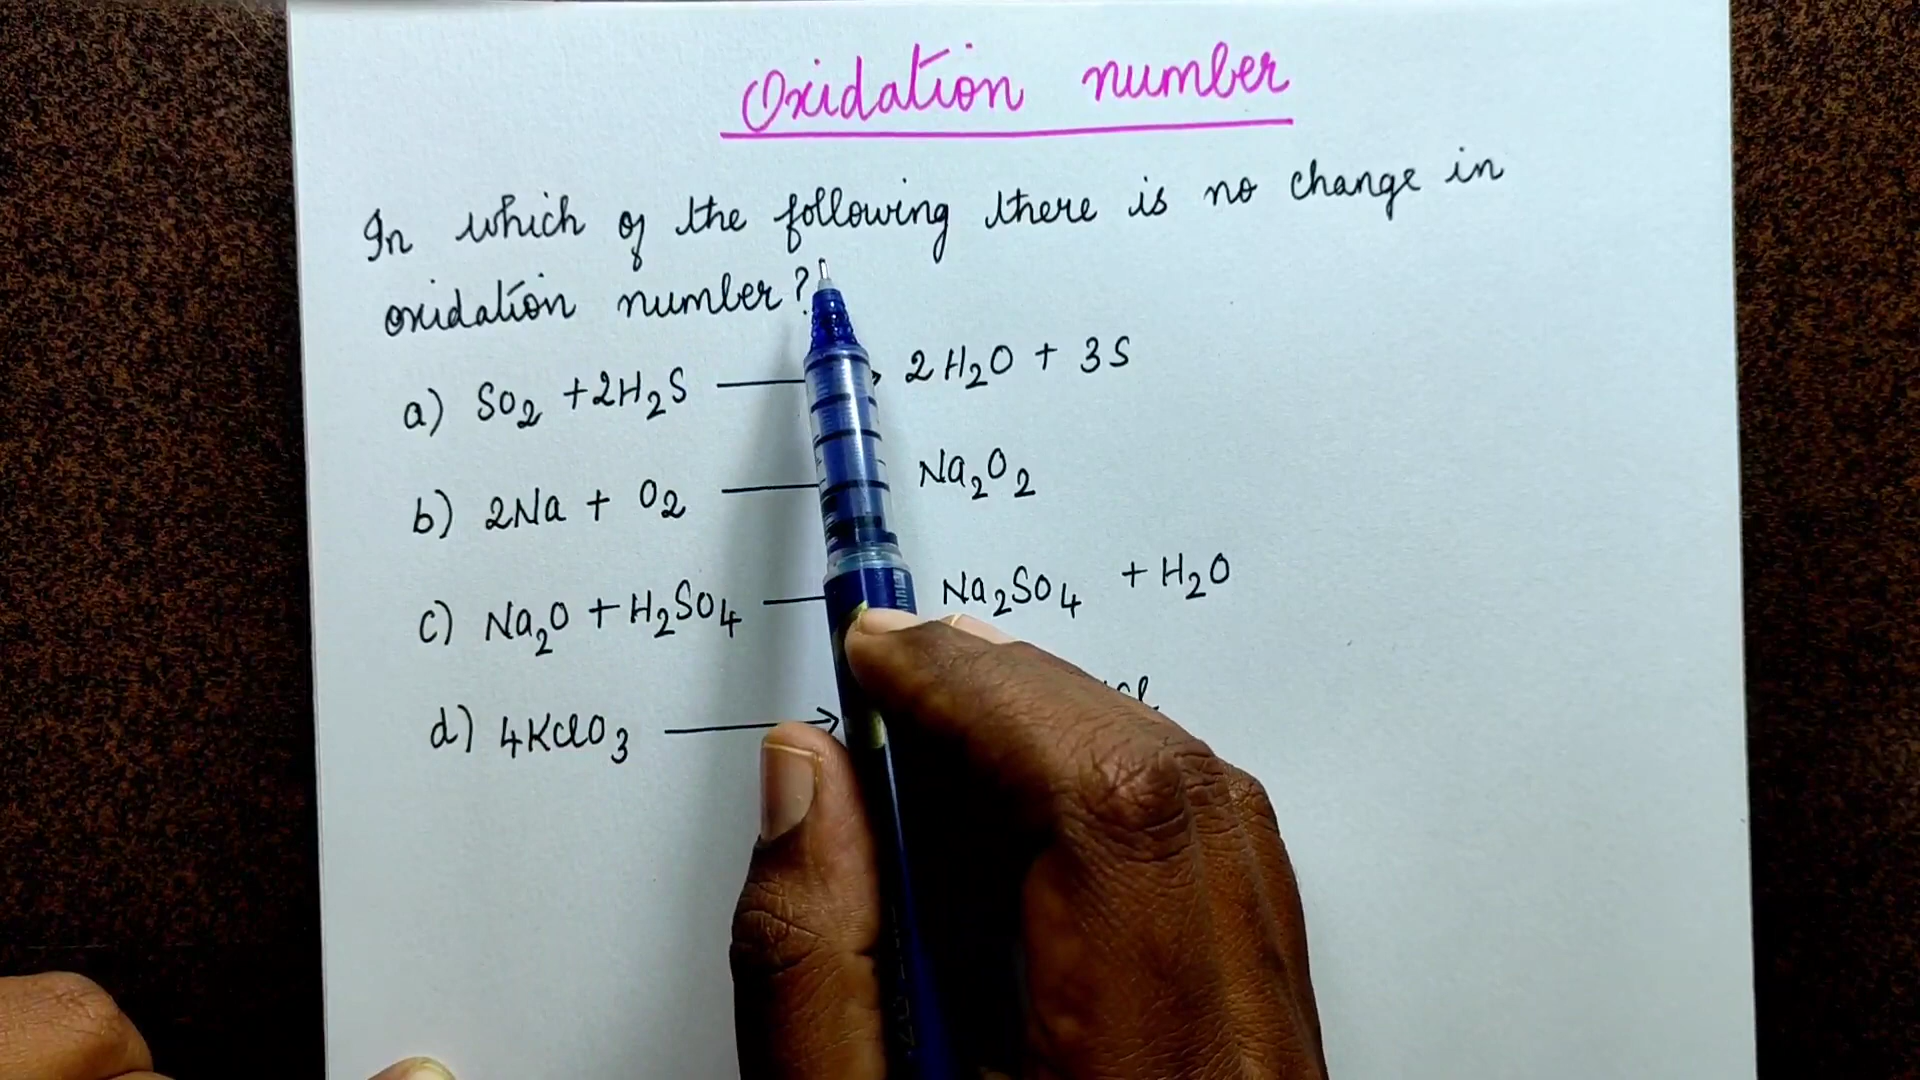 Oxidation number
In which of the following there is no change in
oxidation number?
a) SO2 + 2H2S → 2H2O + 3S
b) 2Na + O2 — Na2O2
c) Na2O + H2SO4 — Na2SO4 + H2O
d) 4KClO3 →